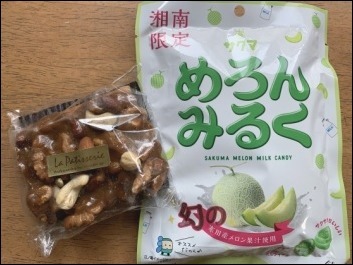 湘南
限定
サクマ
めろん
みるく
SAKUMA MELON MILK CANDY
幻の
La Pâtisserie